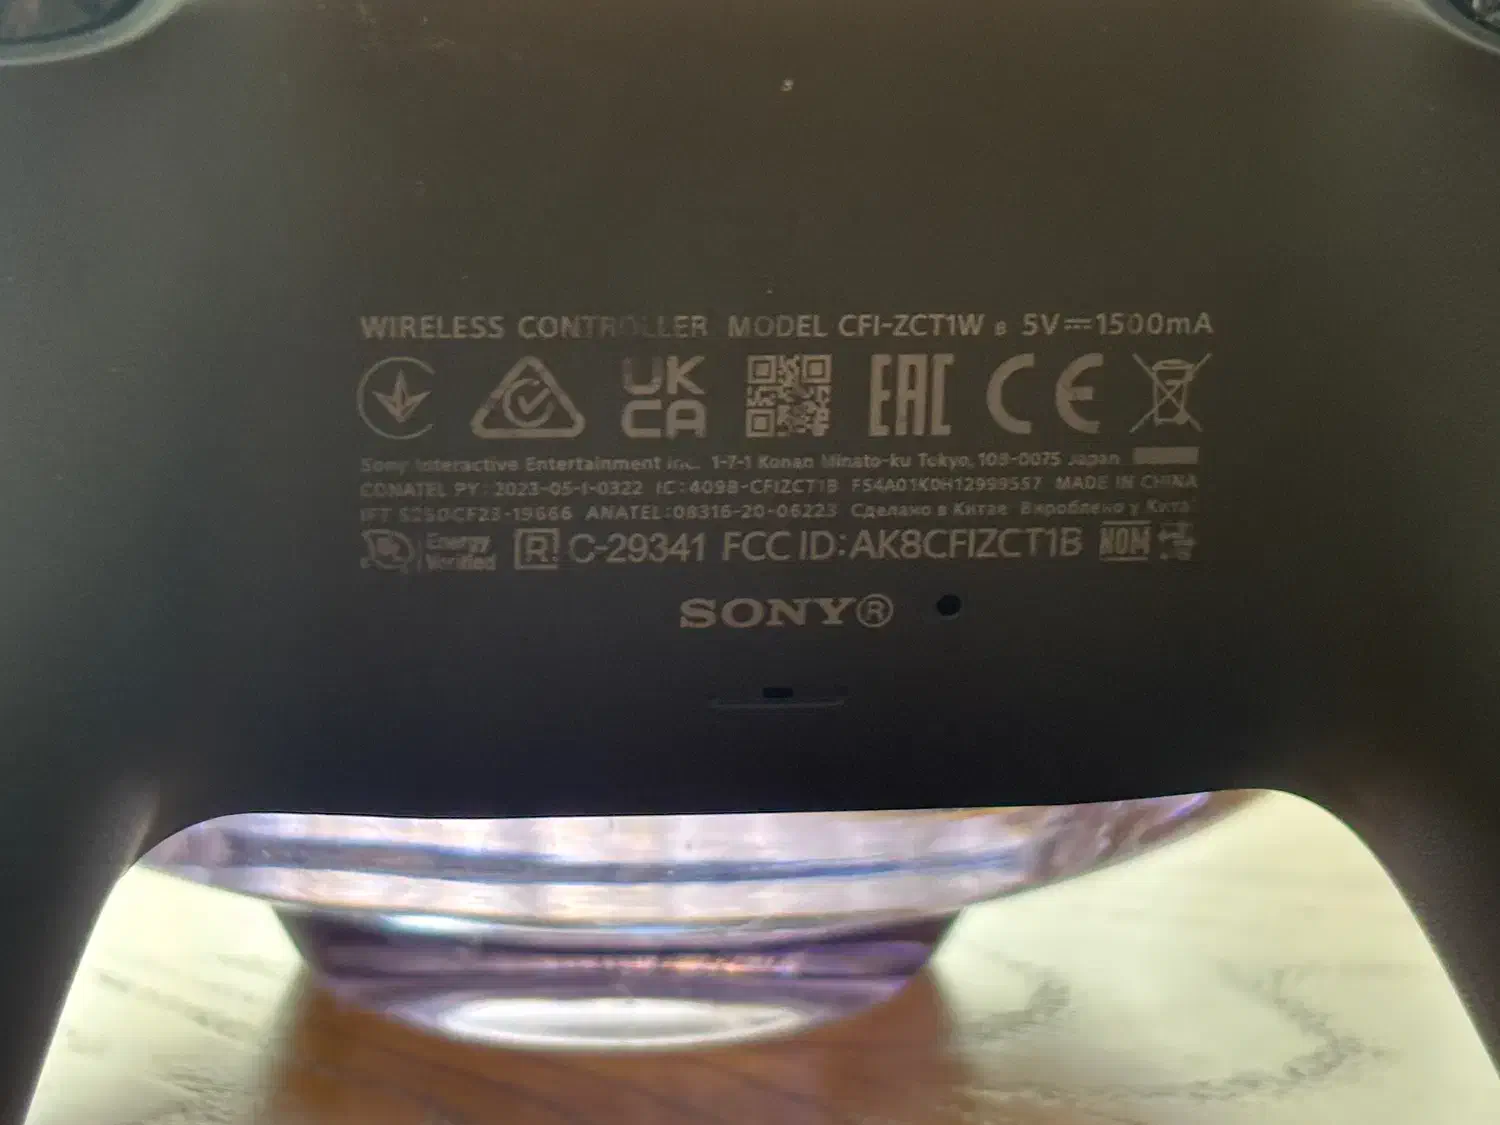 WIRELESS CONTROLLER MODEL CFI-ZCT1W B 5V⎓1500mA
UK CA EAC CE
Sony Interactive Entertainment Inc. 1-7-1 Konan Minato-ku Tokyo, 108-0075 Japan
CONATEL PY: 2023-05-I-0322 IC:409B-CFIZCT1B F54A01K0H12999557 MADE IN CHINA
IFT 5250CF23-19666 ANATEL:08316-20-06223 Сделано в Китае Вироблено у Китаї
Energy Verified R C-29341 FCC ID:AK8CFIZCT1B NOM
SONY®